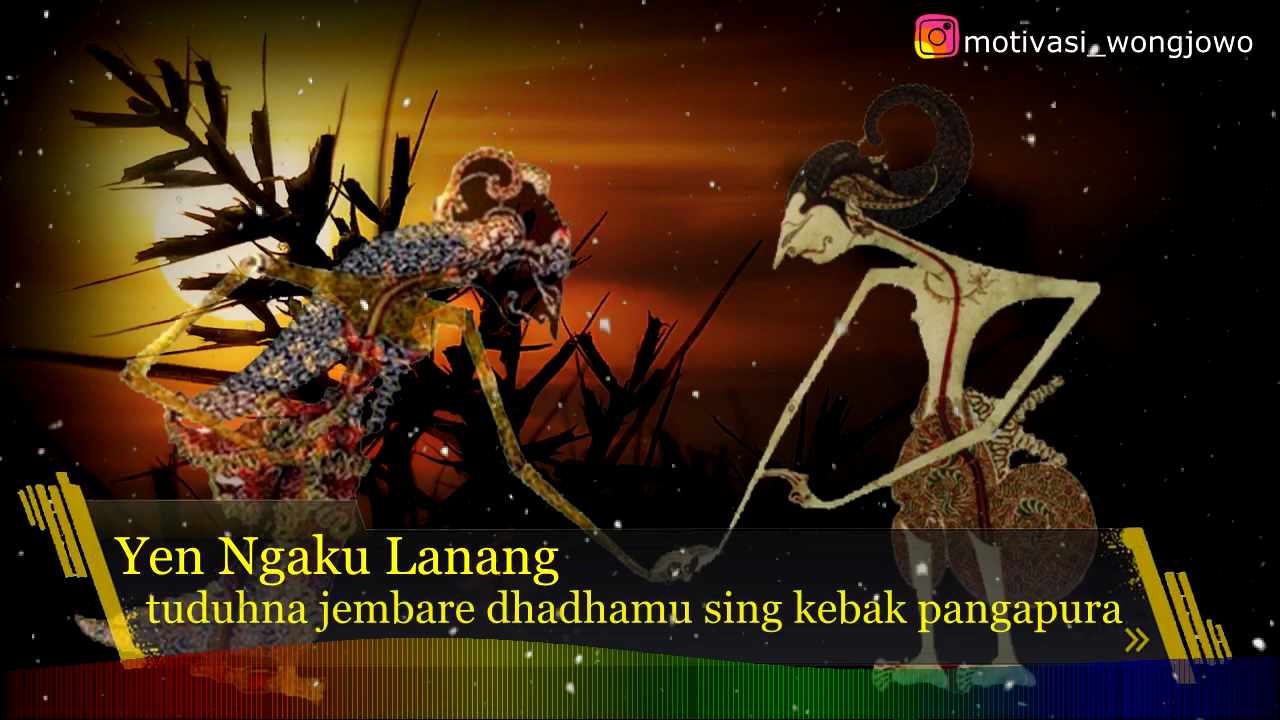 motivasi_wongjowo
Yen Ngaku Lanang
tuduhna jembare dhadhamu sing kebak pangapura